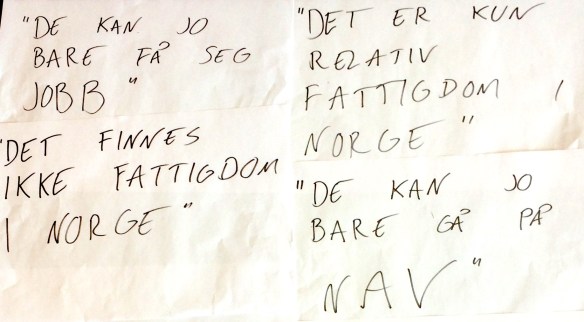 "DE KAN JO
BARE FÅ SEG
JOBB"
"DET FINNES
IKKE FATTIGDOM
I NORGE"
"DET ER KUN
RELATIV
FATTIGDOM I
NORGE"
"DE KAN JO
BARE GÅ PÅ
NAV"